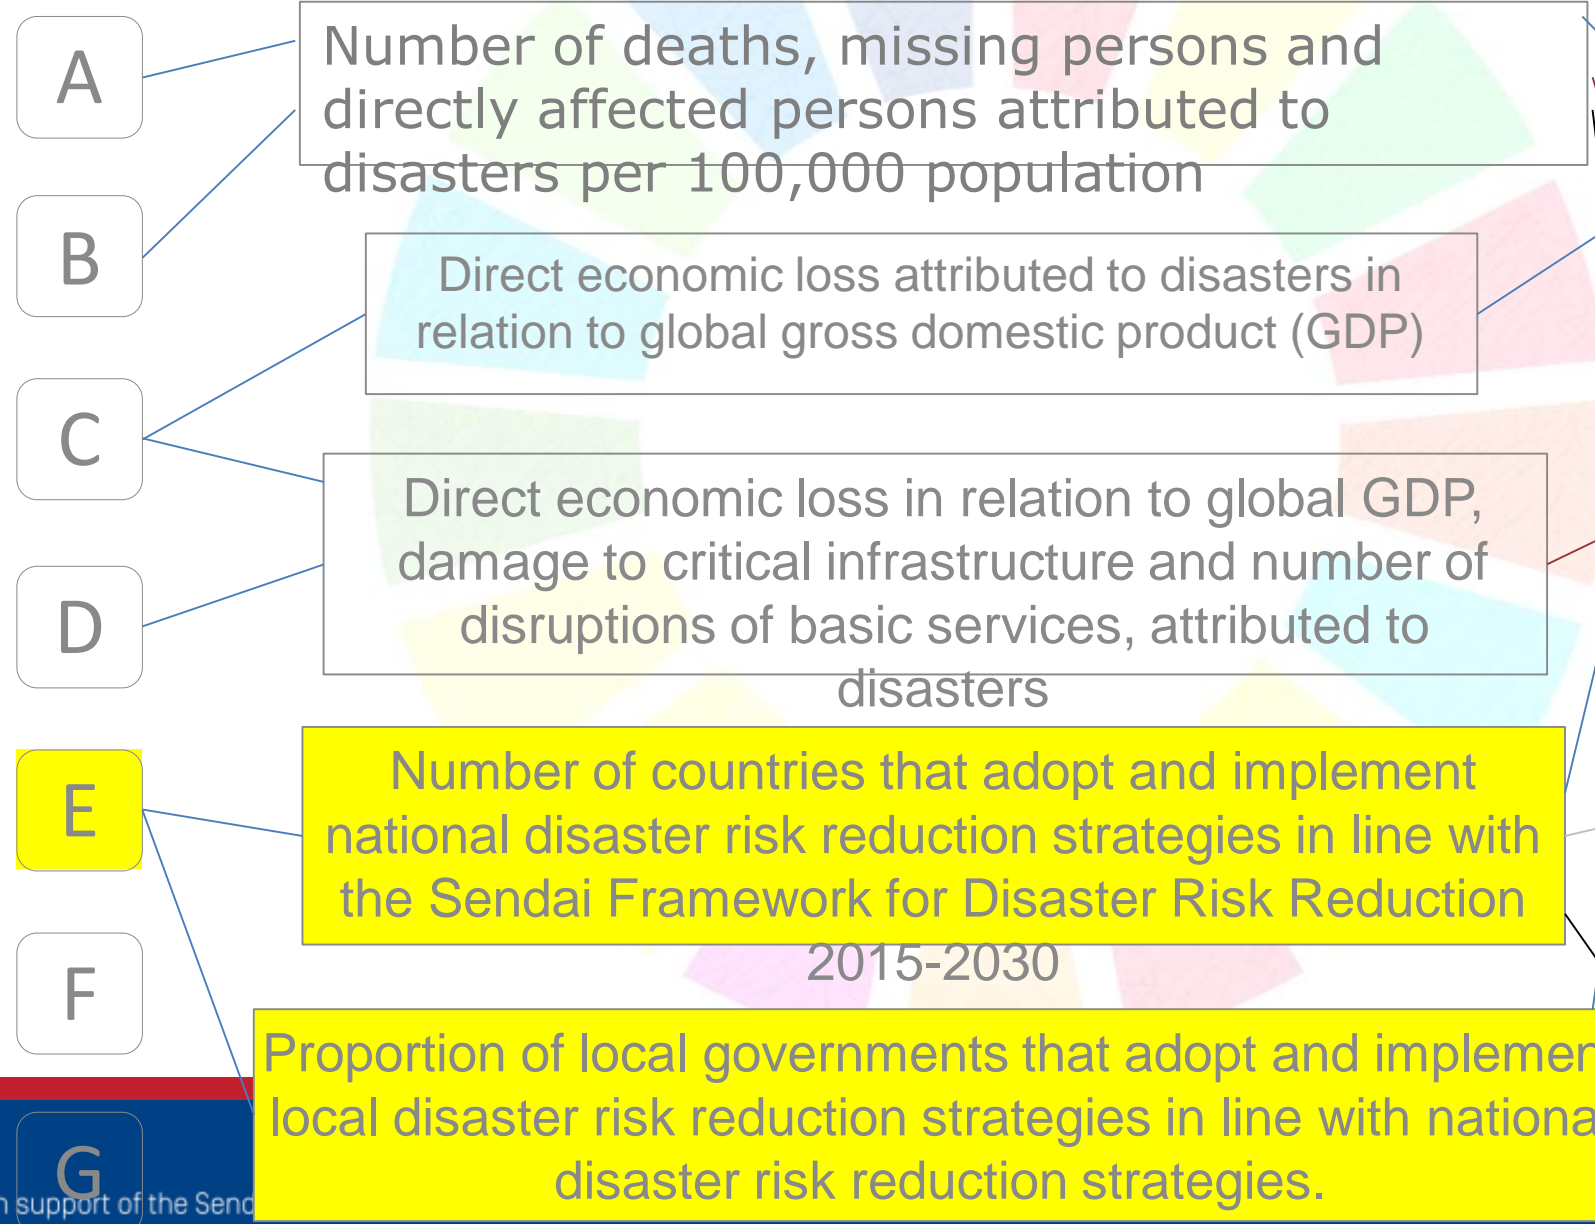 A
Number of deaths, missing persons and
directly affected persons attributed to
disasters per 100,000 population
B
Direct economic loss attributed to disasters in
relation to global gross domestic product (GDP)
C
Direct economic loss in relation to global GDP,
damage to critical infrastructure and number of
disruptions of basic services, attributed to
disasters
D
E
Number of countries that adopt and implement
national disaster risk reduction strategies in line with
the Sendai Framework for Disaster Risk Reduction
2015-2030
F
Proportion of local governments that adopt and implemen
local disaster risk reduction strategies in line with nationa
disaster risk reduction strategies.
G
n support of the Send